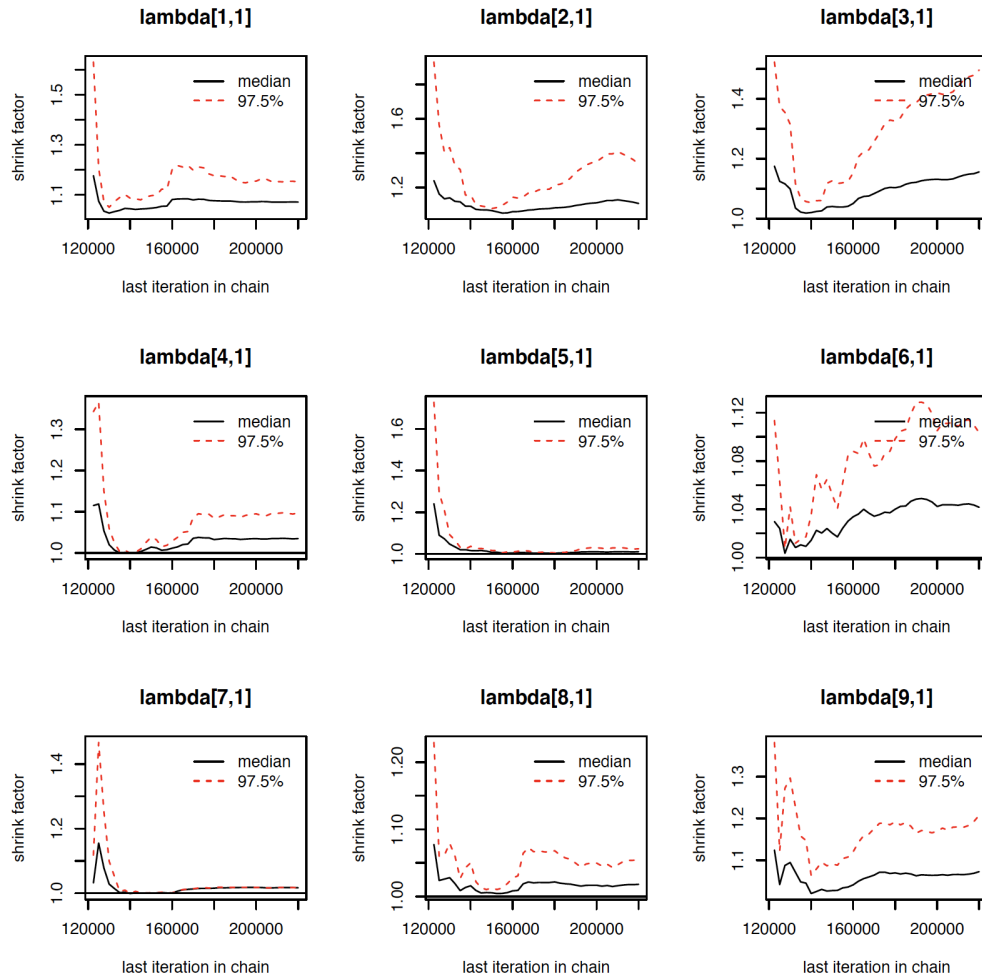 lambda[1,1]
shrink factor
1.1 1.3 1.5
median
97.5%
120000 160000 200000
last iteration in chain
lambda[2,1]
shrink factor
1.2 1.6
median
97.5%
120000 160000 200000
last iteration in chain
lambda[3,1]
shrink factor
1.0 1.2 1.4
median
97.5%
120000 160000 200000
last iteration in chain
lambda[4,1]
shrink factor
1.0 1.1 1.2 1.3
median
97.5%
120000 160000 200000
last iteration in chain
lambda[5,1]
shrink factor
1.0 1.2 1.4 1.6
median
97.5%
120000 160000 200000
last iteration in chain
lambda[6,1]
shrink factor
1.00 1.04 1.08 1.12
median
97.5%
120000 160000 200000
last iteration in chain
lambda[7,1]
shrink factor
1.0 1.2 1.4
median
97.5%
120000 160000 200000
last iteration in chain
lambda[8,1]
shrink factor
1.00 1.10 1.20
median
97.5%
120000 160000 200000
last iteration in chain
lambda[9,1]
shrink factor
1.1 1.2 1.3
median
97.5%
120000 160000 200000
last iteration in chain